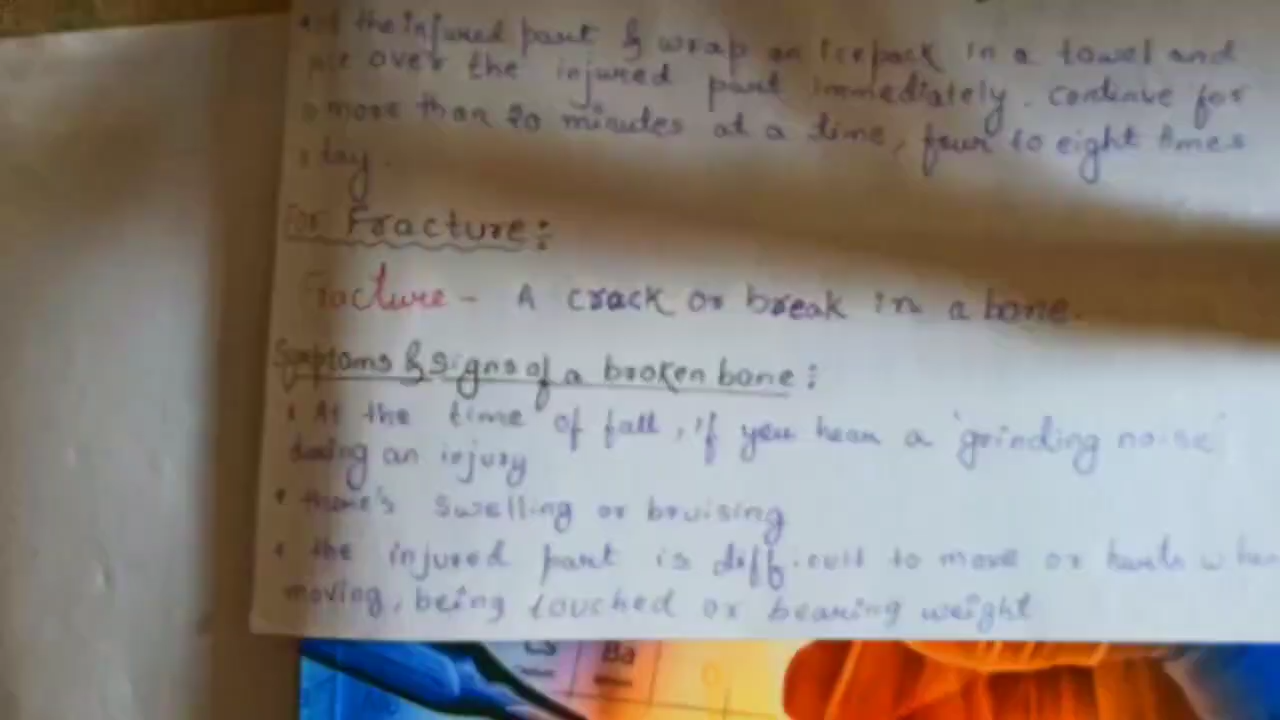 the injured part & wrap an icepack in a towel and
over the injured part immediately. continue for
more than 20 minutes at a time, four to eight times
For Fracture:
Fracture - A crack or break in a bone.
Symptoms & Signs of a broken bone:
• At the time of fall, if you hear a 'grinding noise'
during an injury
• there's swelling or bruising
• the injured part is difficult to move or hurts when
moving, being touched or bearing weight
Ba